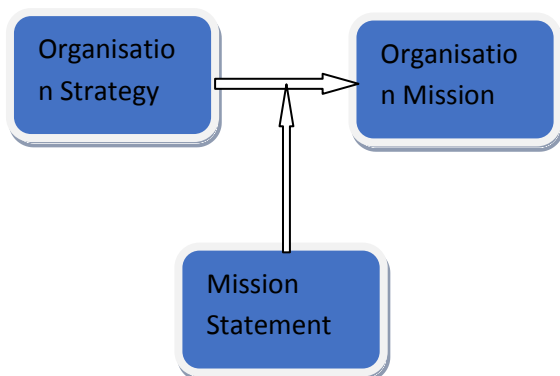 Organisatio
n Strategy
Organisatio
n Mission
Mission
Statement